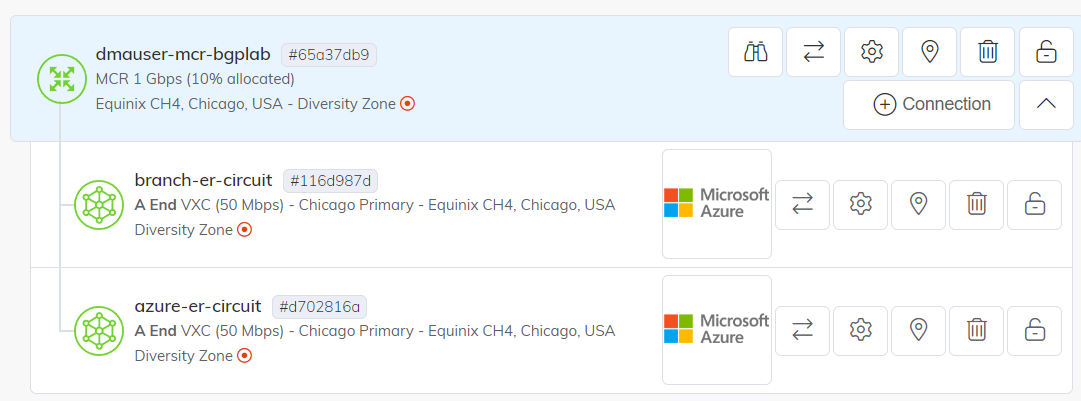 dmauser-mcr-bgplab #65a37db9
MCR 1 Gbps (10% allocated)
Equinix CH4, Chicago, USA - Diversity Zone
Connection
branch-er-circuit #116d987d
A End VXC (50 Mbps) - Chicago Primary - Equinix CH4, Chicago, USA
Diversity Zone
Microsoft
Azure
azure-er-circuit #d702816a
A End VXC (50 Mbps) - Chicago Primary - Equinix CH4, Chicago, USA
Diversity Zone
Microsoft
Azure